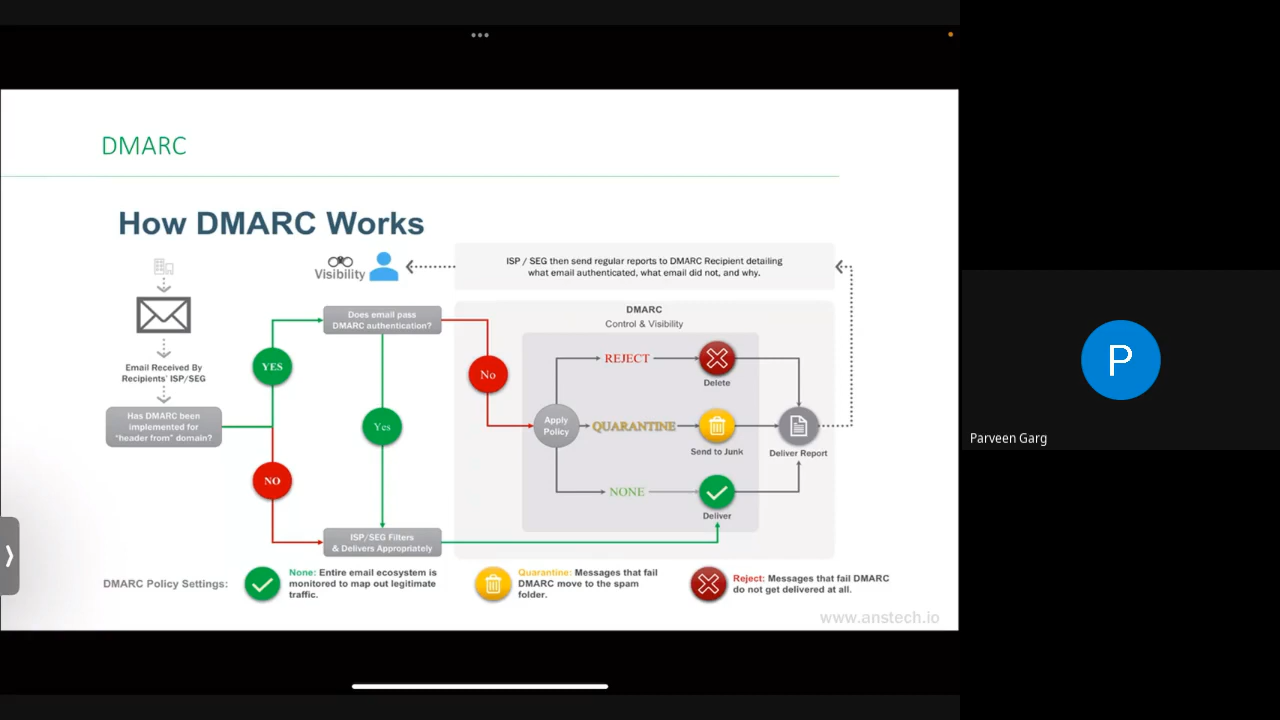 DMARC
How DMARC Works
Visibility
ISP / SEG then send regular reports to DMARC Recipient detailing
what email authenticated, what email did not, and why.
Email Received By
Recipients' ISP/SEG
Has DMARC been
implemented for
"header from" domain?
YES
NO
Does email pass
DMARC authentication?
Yes
No
ISP/SEG Filters
& Delivers Appropriately
DMARC
Control & Visibility
Apply
Policy
REJECT
Delete
QUARANTINE
Send to Junk
NONE
Deliver
Deliver Report
DMARC Policy Settings:
None: Entire email ecosystem is
monitored to map out legitimate
traffic.
Quarantine: Messages that fail
DMARC move to the spam
folder.
Reject: Messages that fail DMARC
do not get delivered at all.
www.anstech.io
P
Parveen Garg